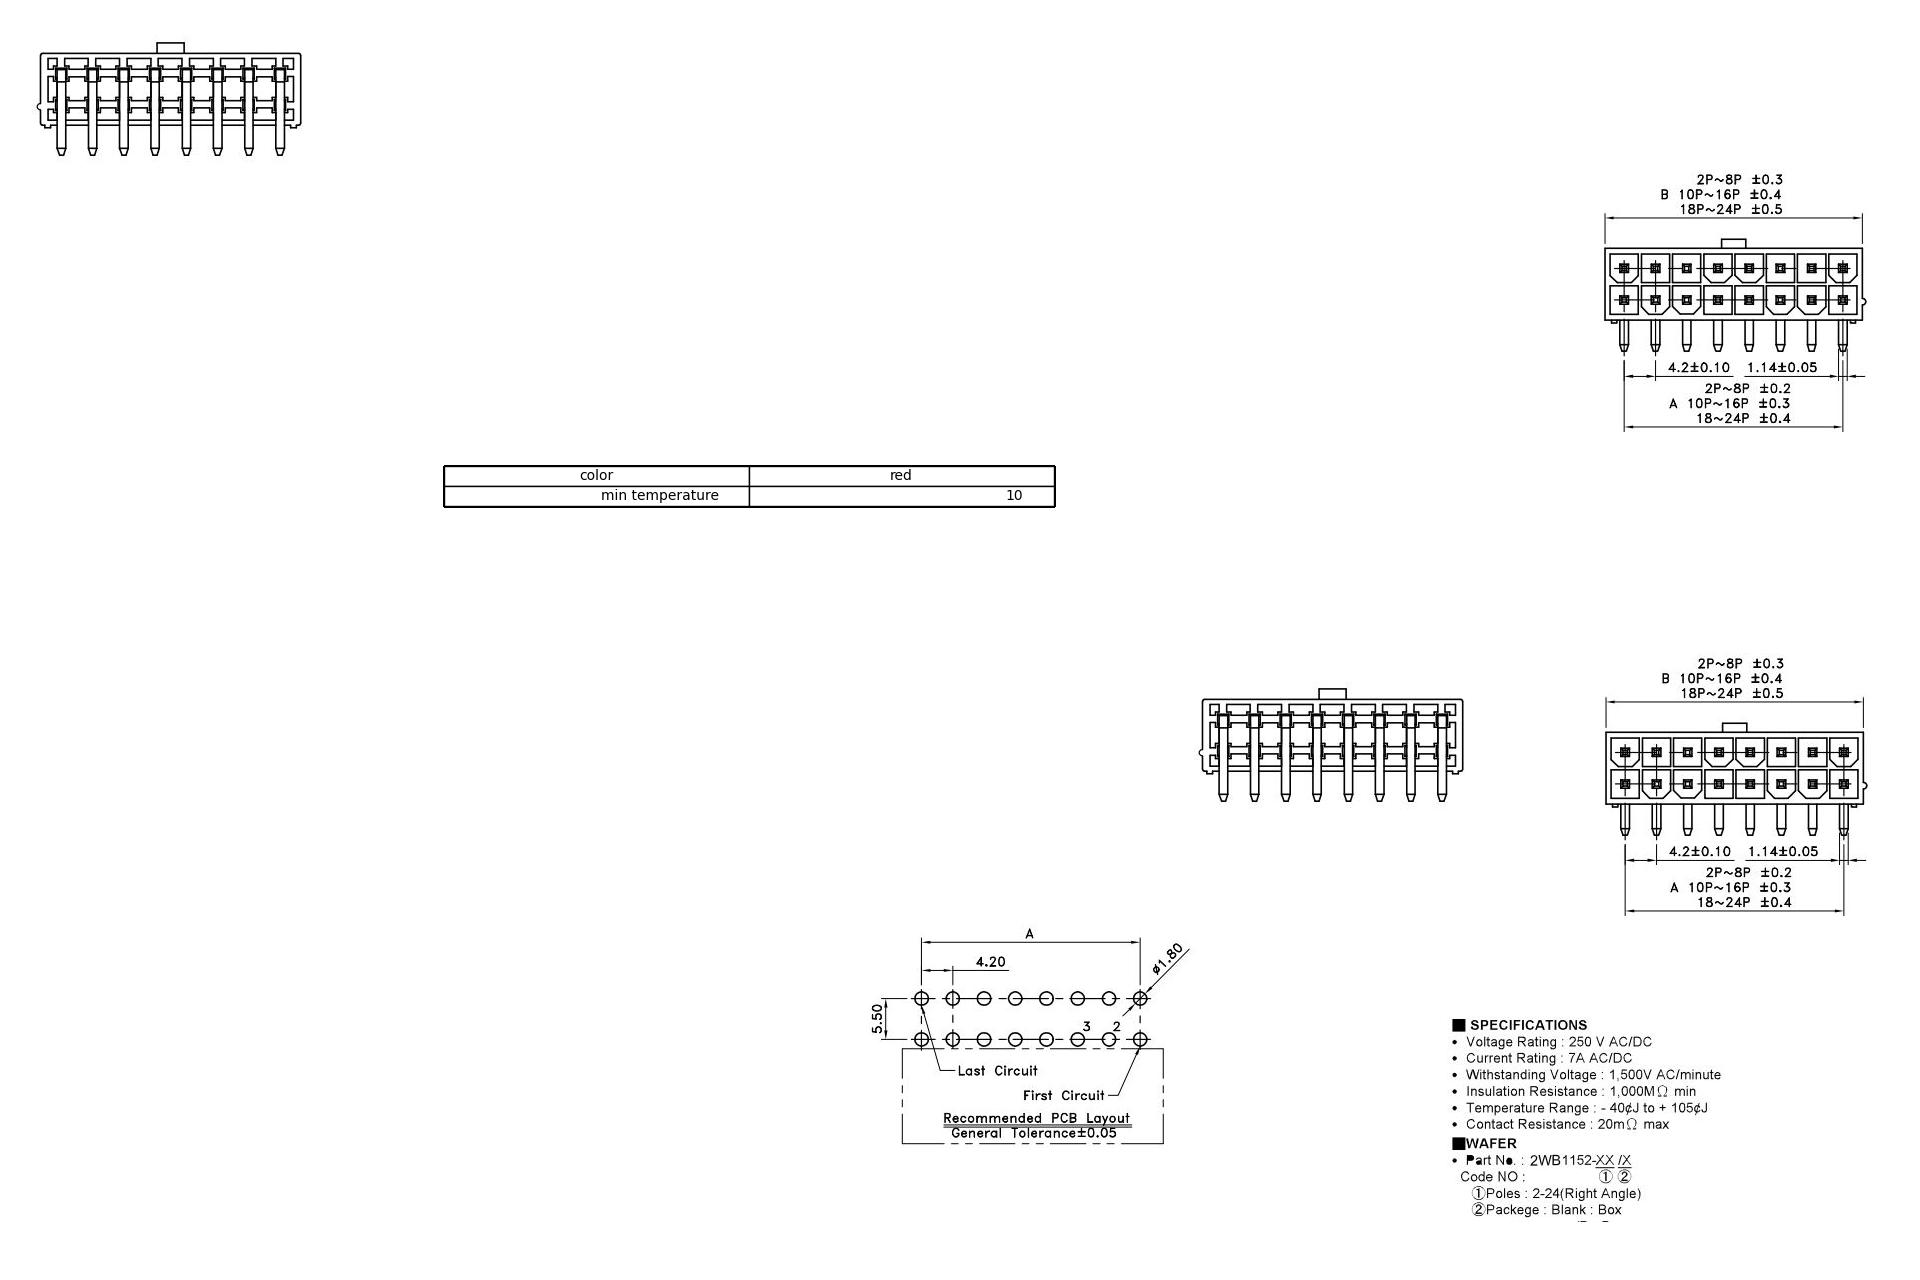 2P~8P ±0.3
B 10P~16P ±0.4
18P~24P ±0.5
4.2±0.10 1.14±0.05
2P~8P ±0.2
A 10P~16P ±0.3
18~24P ±0.4
color red
min temperature 10
2P~8P ±0.3
B 10P~16P ±0.4
18P~24P ±0.5
4.2±0.10 1.14±0.05
2P~8P ±0.2
A 10P~16P ±0.3
18~24P ±0.4
A
4.20
ø1.80
5.50
3 2
Last Circuit
First Circuit
Recommended PCB Layout
General Tolerance±0.05
■ SPECIFICATIONS
• Voltage Rating : 250 V AC/DC
• Current Rating : 7A AC/DC
• Withstanding Voltage : 1,500V AC/minute
• Insulation Resistance : 1,000MΩ min
• Temperature Range : - 40¢J to + 105¢J
• Contact Resistance : 20mΩ max
■WAFER
• Part No. : 2WB1152-XX /X
Code NO : ① ②
①Poles : 2-24(Right Angle)
②Packege : Blank : Box